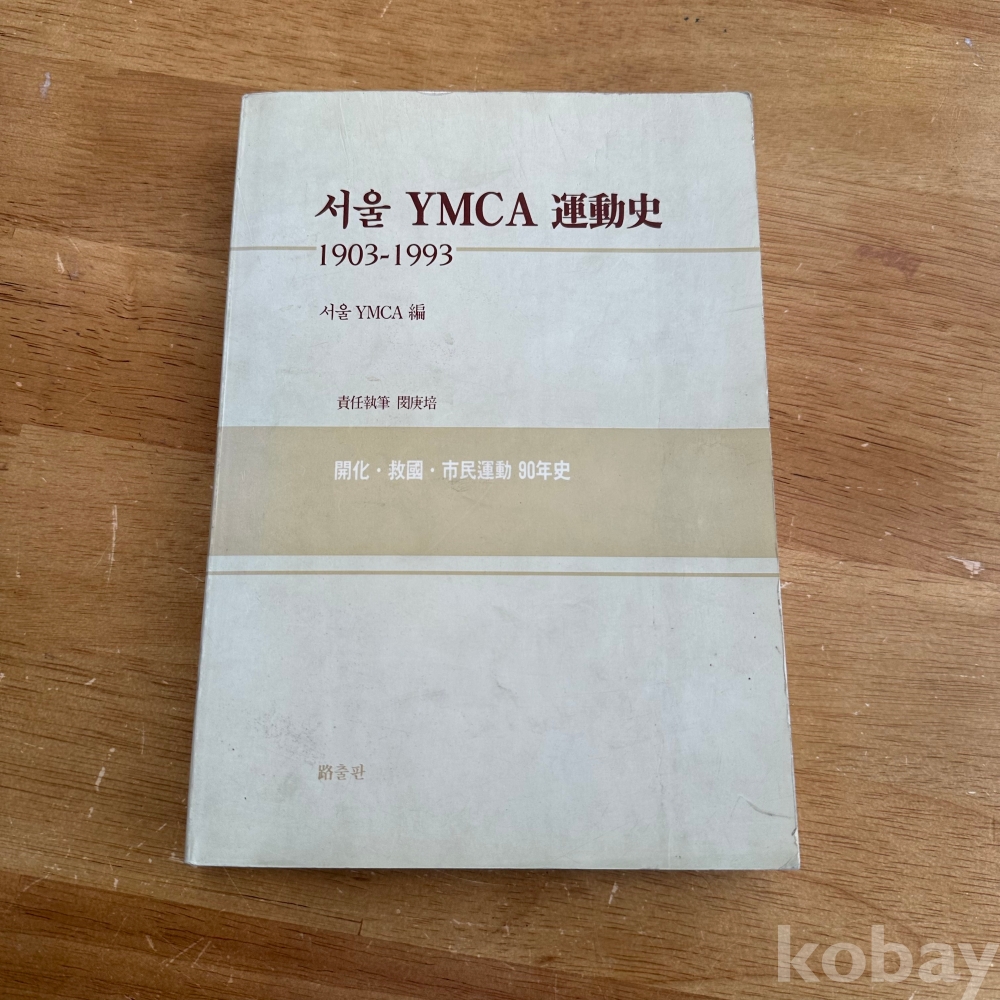 서울 YMCA 運動史
1903-1993
서울 YMCA 編
責任執筆 閔庚培
開化·救國·市民運動 90年史
路출판
kobay